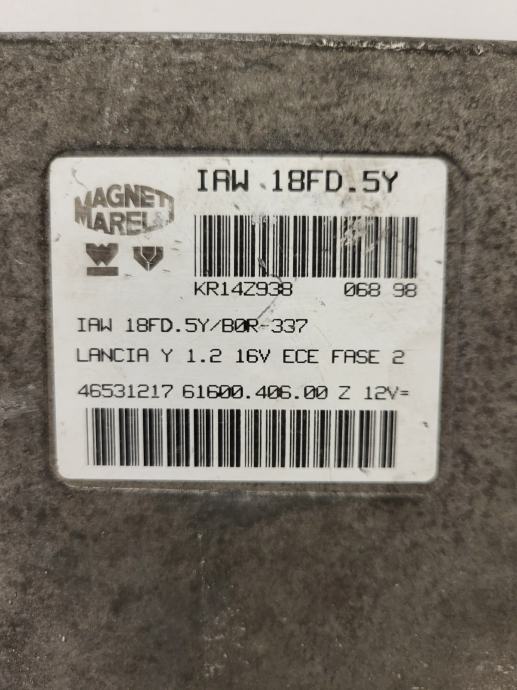 IAW 18FD.5Y
MAGNETI
MARELLI
KR14Z938 068 98
IAW 18FD.5Y/B0R-337
LANCIA Y 1.2 16V ECE FASE 2
46531217 61600.406.00 Z 12V=